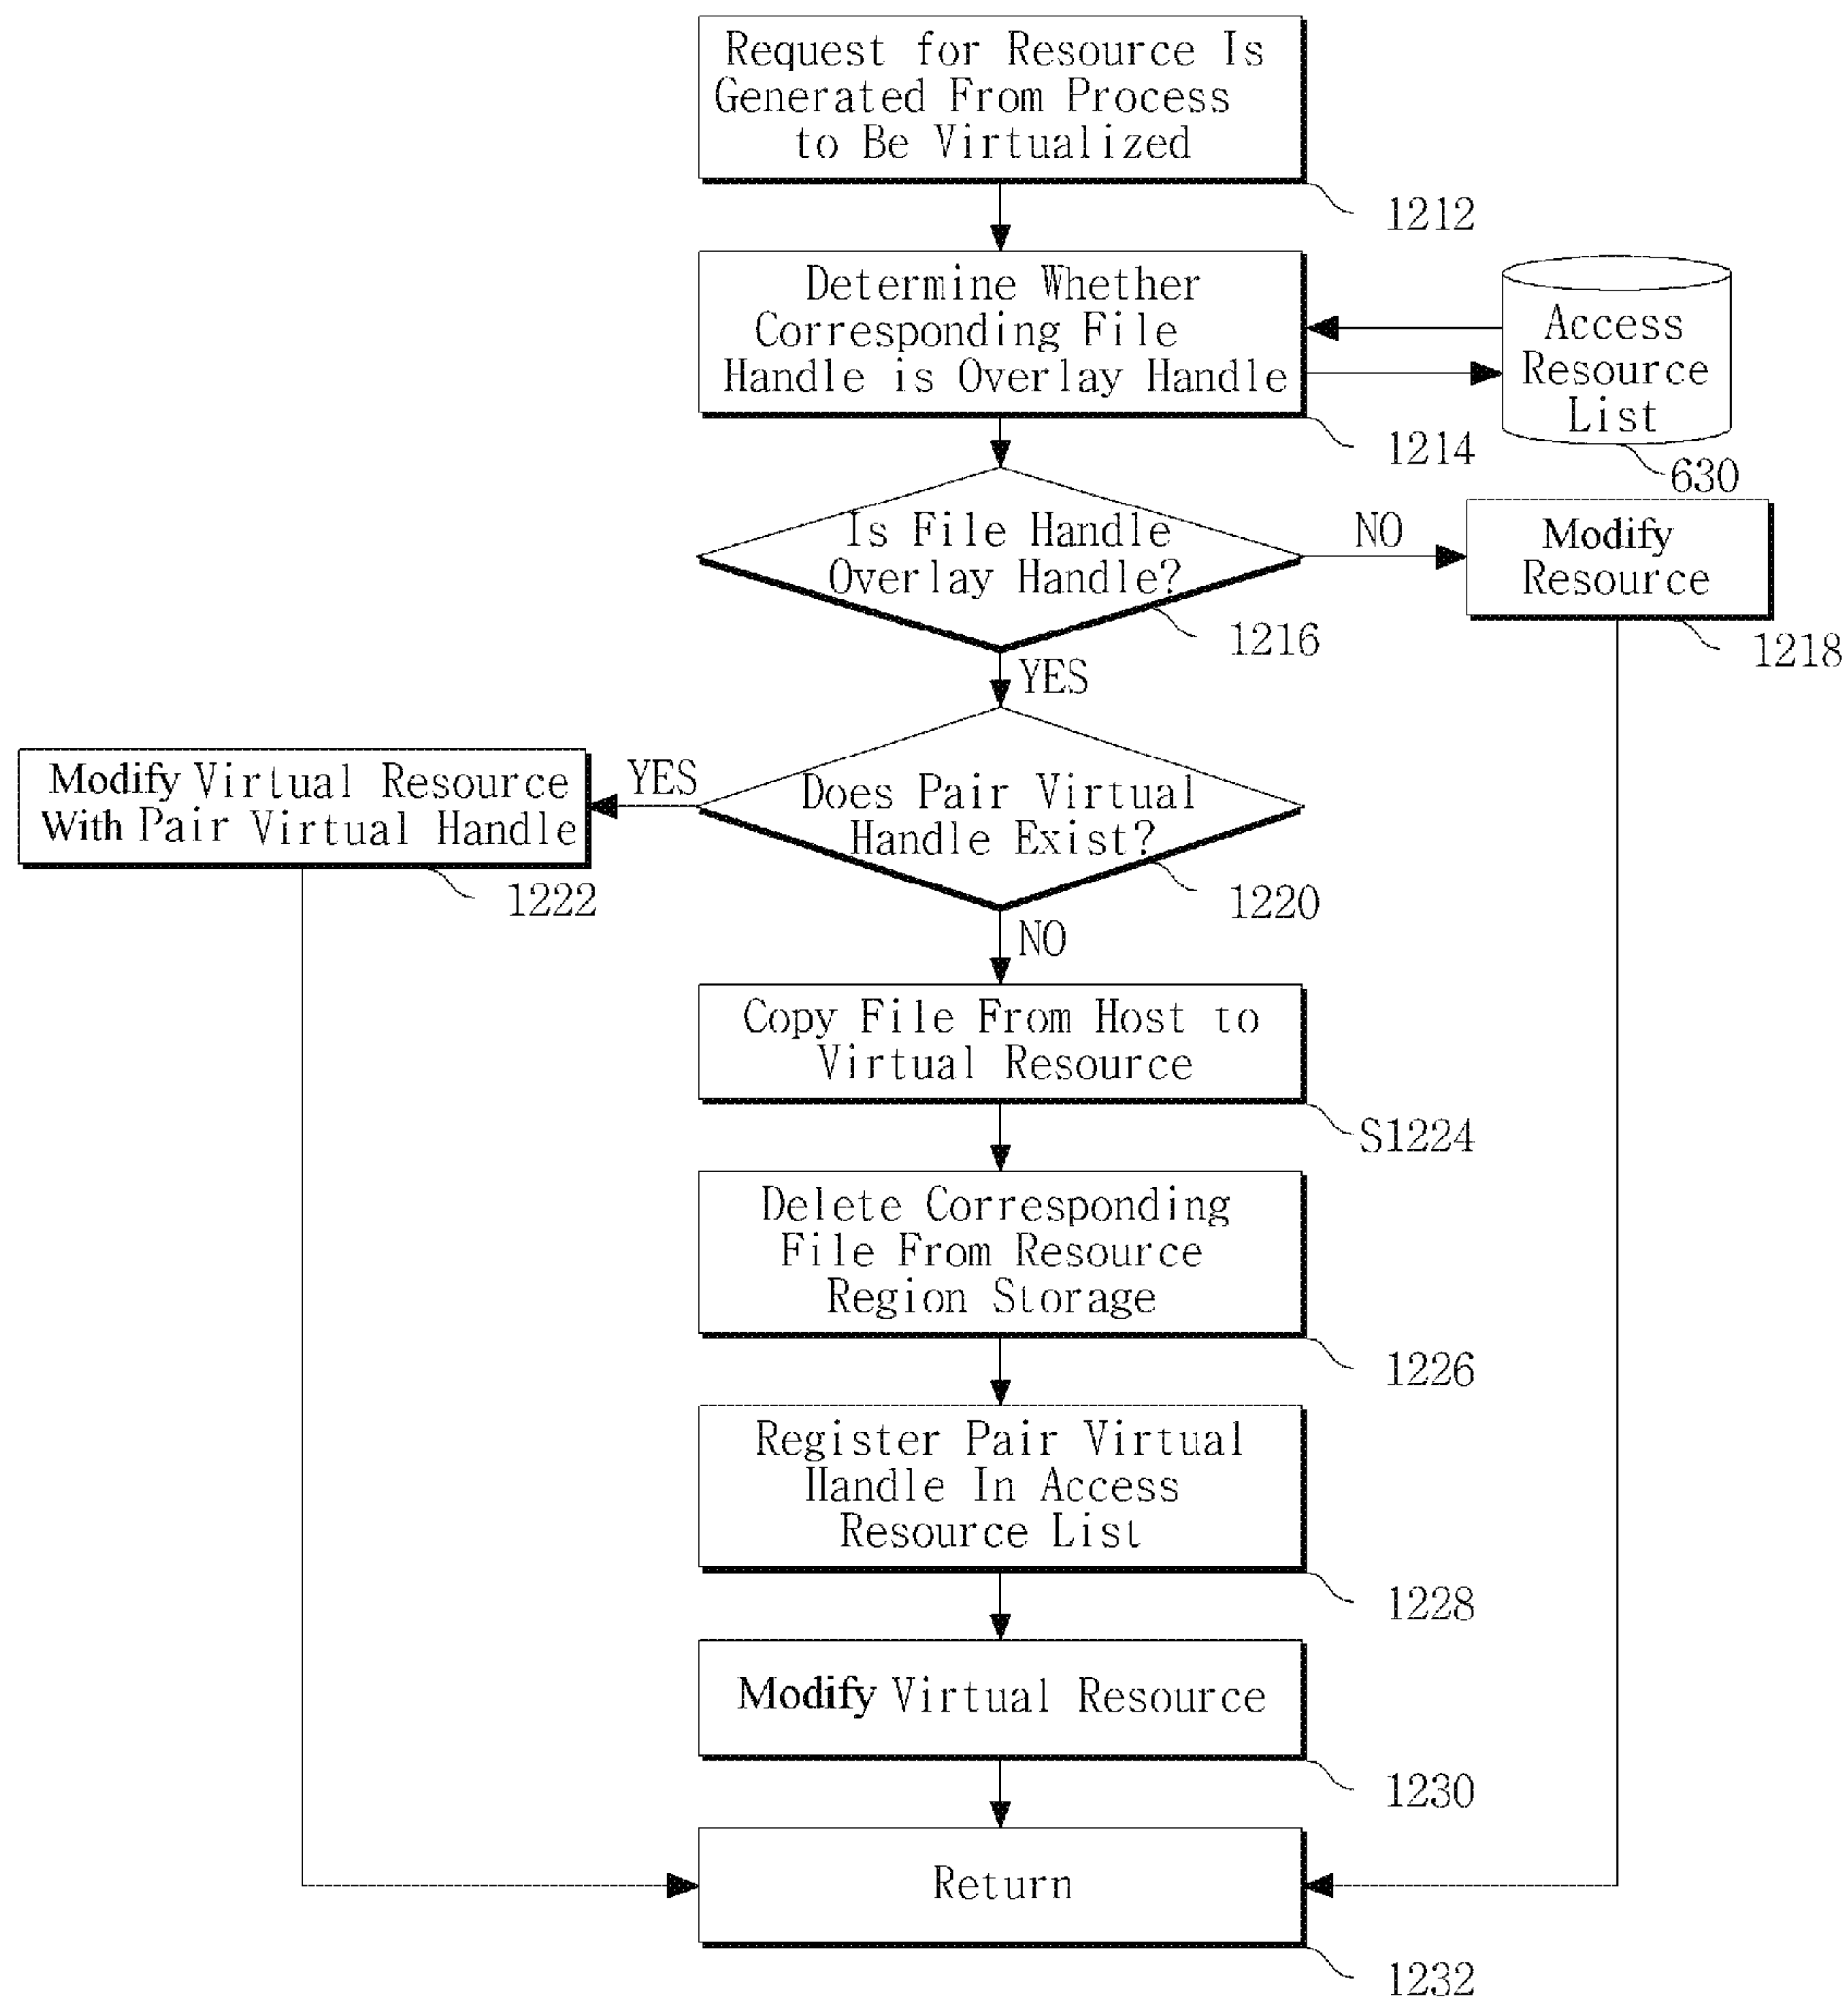 Request for Resource Is
Generated From Process
to Be Virtualized
1212
Determine Whether
Corresponding File
Handle is Overlay Handle
1214
Access
Resource
List
630
Is File Handle
Overlay Handle?
1216
NO
Modify
Resource
1218
YES
Does Pair Virtual
Handle Exist?
1220
YES
Modify Virtual Resource
With Pair Virtual Handle
1222
NO
Copy File From Host to
Virtual Resource
S1224
Delete Corresponding
File From Resource
Region Storage
1226
Register Pair Virtual
Handle In Access
Resource List
1228
Modify Virtual Resource
1230
Return
1232